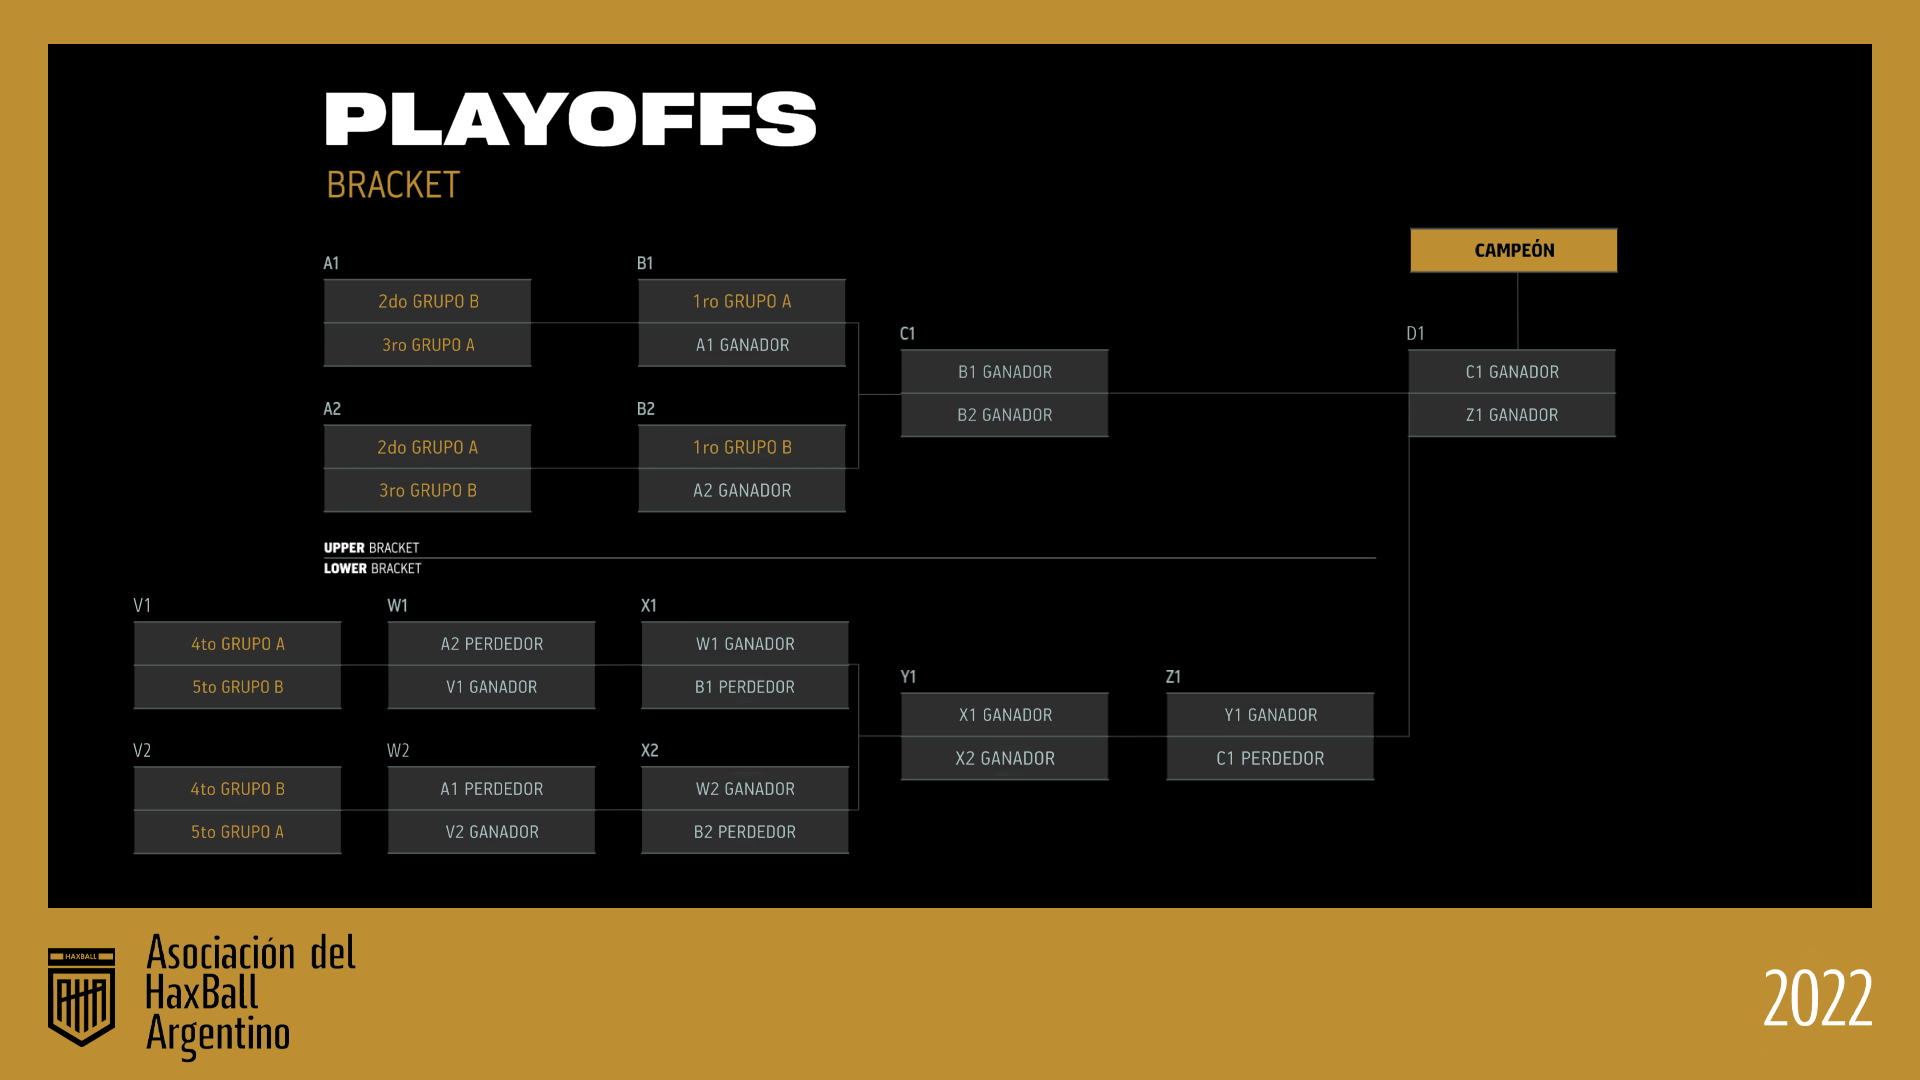 PLAYOFFS
BRACKET
CAMPEÓN
A1
2do GRUPO B
3ro GRUPO A
B1
1ro GRUPO A
A1 GANADOR
A2
2do GRUPO A
3ro GRUPO B
B2
1ro GRUPO B
A2 GANADOR
C1
B1 GANADOR
B2 GANADOR
D1
C1 GANADOR
Z1 GANADOR
UPPER BRACKET
LOWER BRACKET
V1
4to GRUPO A
5to GRUPO B
W1
A2 PERDEDOR
V1 GANADOR
X1
W1 GANADOR
B1 PERDEDOR
V2
4to GRUPO B
5to GRUPO A
W2
A1 PERDEDOR
V2 GANADOR
X2
W2 GANADOR
B2 PERDEDOR
Y1
X1 GANADOR
X2 GANADOR
Z1
Y1 GANADOR
C1 PERDEDOR
HAXBALL
AHA
Asociación del
HaxBall
Argentino
2022